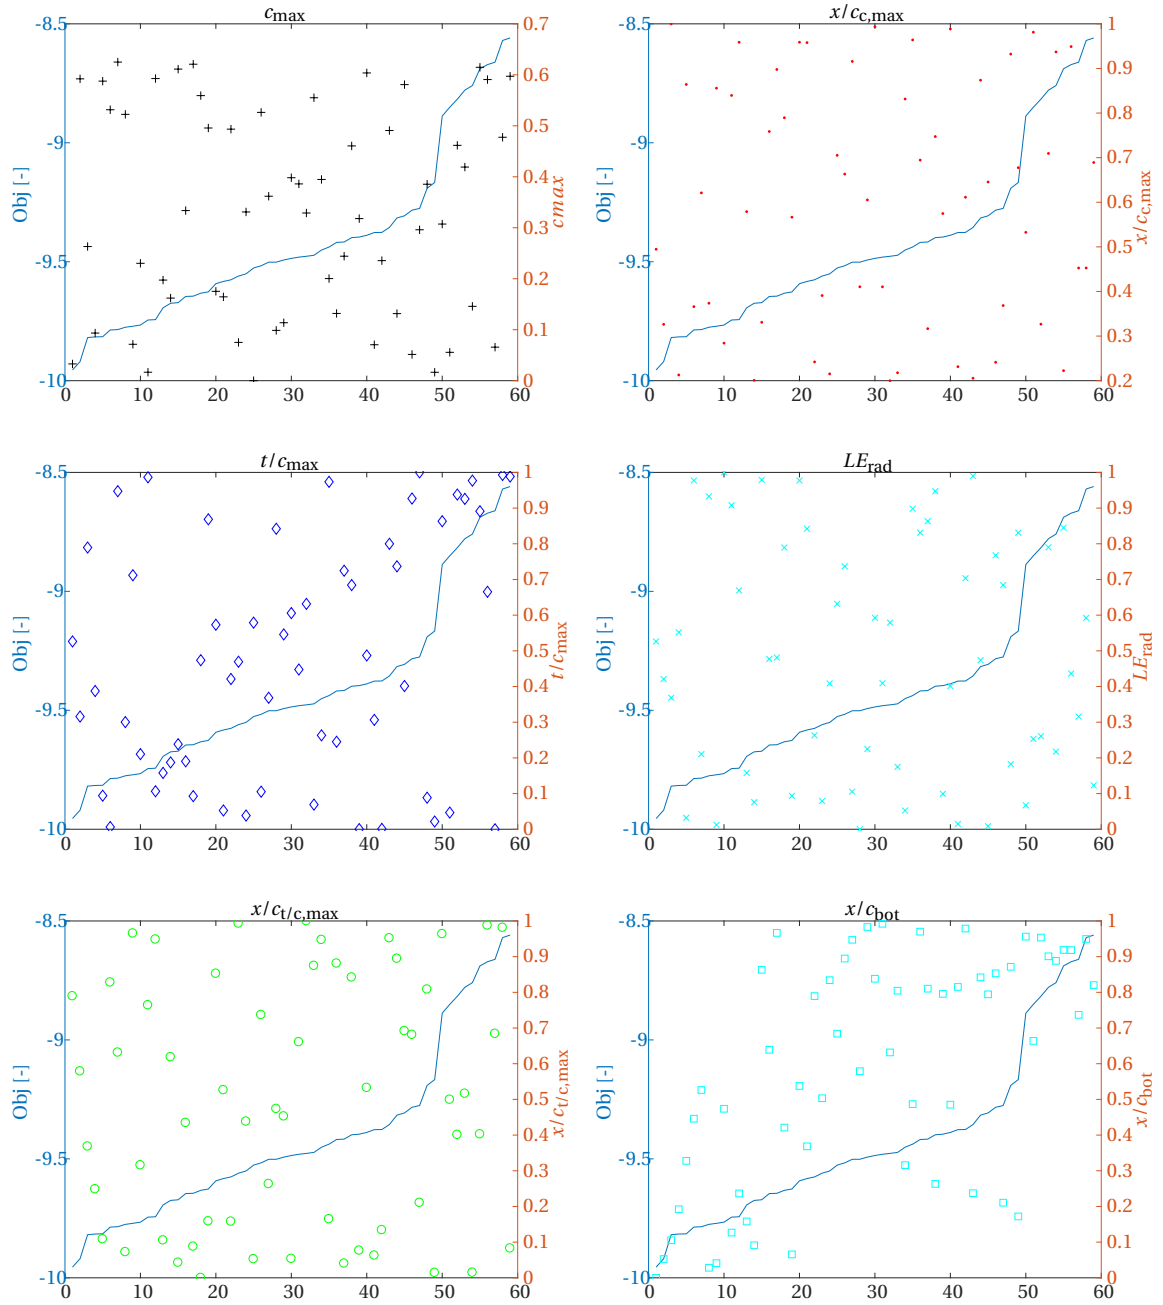 c_max
-8.5 -9 -9.5 -10
Obj [-]
0 10 20 30 40 50 60
0.7 0.6 0.5 0.4 0.3 0.2 0.1 0
cmax
x/c_c,max
-8.5 -9 -9.5 -10
Obj [-]
0 10 20 30 40 50 60
1 0.9 0.8 0.7 0.6 0.5 0.4 0.3 0.2
x/c_c,max
t/c_max
-8.5 -9 -9.5 -10
Obj [-]
0 10 20 30 40 50 60
1 0.9 0.8 0.7 0.6 0.5 0.4 0.3 0.2 0.1 0
t/c_max
LE_rad
-8.5 -9 -9.5 -10
Obj [-]
0 10 20 30 40 50 60
1 0.9 0.8 0.7 0.6 0.5 0.4 0.3 0.2 0.1 0
LE_rad
x/c_t/c,max
-8.5 -9 -9.5 -10
Obj [-]
0 10 20 30 40 50 60
1 0.9 0.8 0.7 0.6 0.5 0.4 0.3 0.2 0.1 0
x/c_t/c,max
x/c_bot
-8.5 -9 -9.5 -10
Obj [-]
0 10 20 30 40 50 60
1 0.9 0.8 0.7 0.6 0.5 0.4 0.3 0.2 0.1 0
x/c_bot